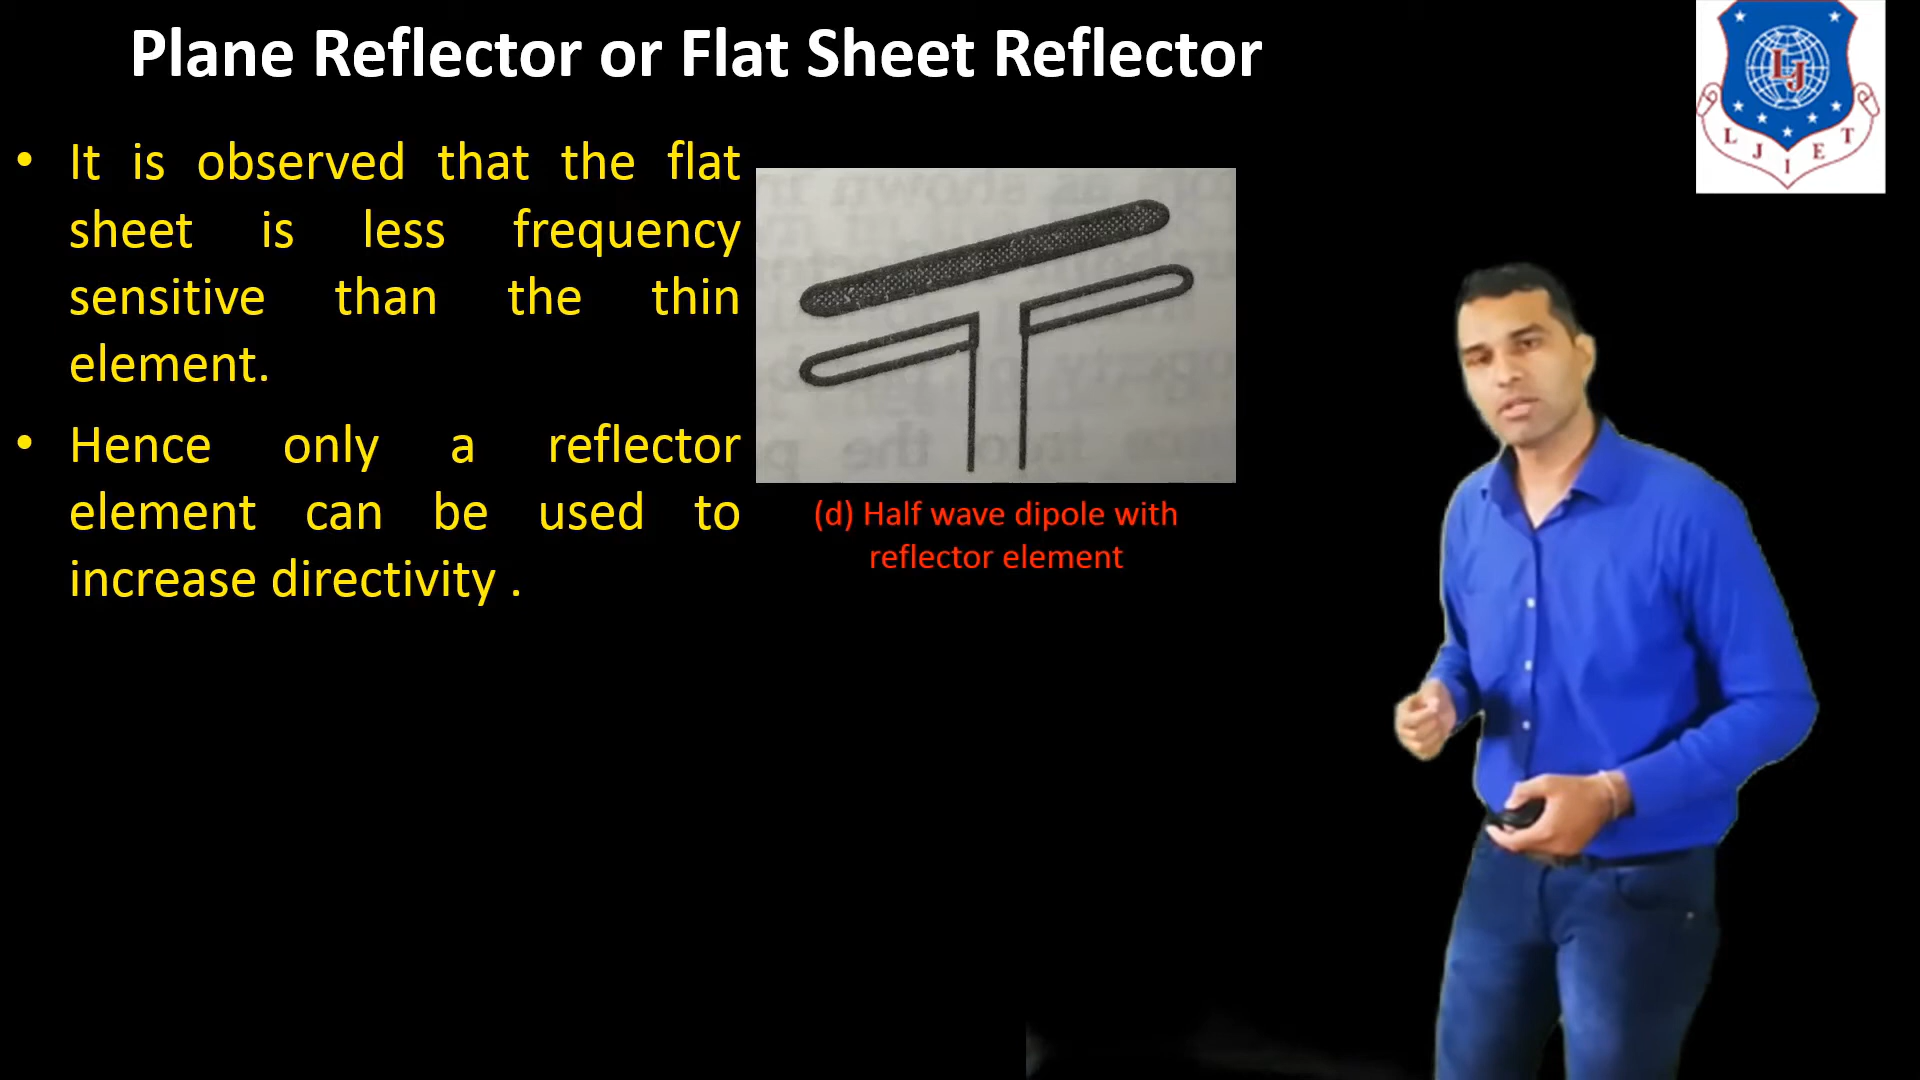 Plane Reflector or Flat Sheet Reflector
• It is observed that the flat
sheet is less frequency
sensitive than the thin
element.
• Hence only a reflector
element can be used to
increase directivity .
(d) Half wave dipole with
reflector element
LJ
L J I E T